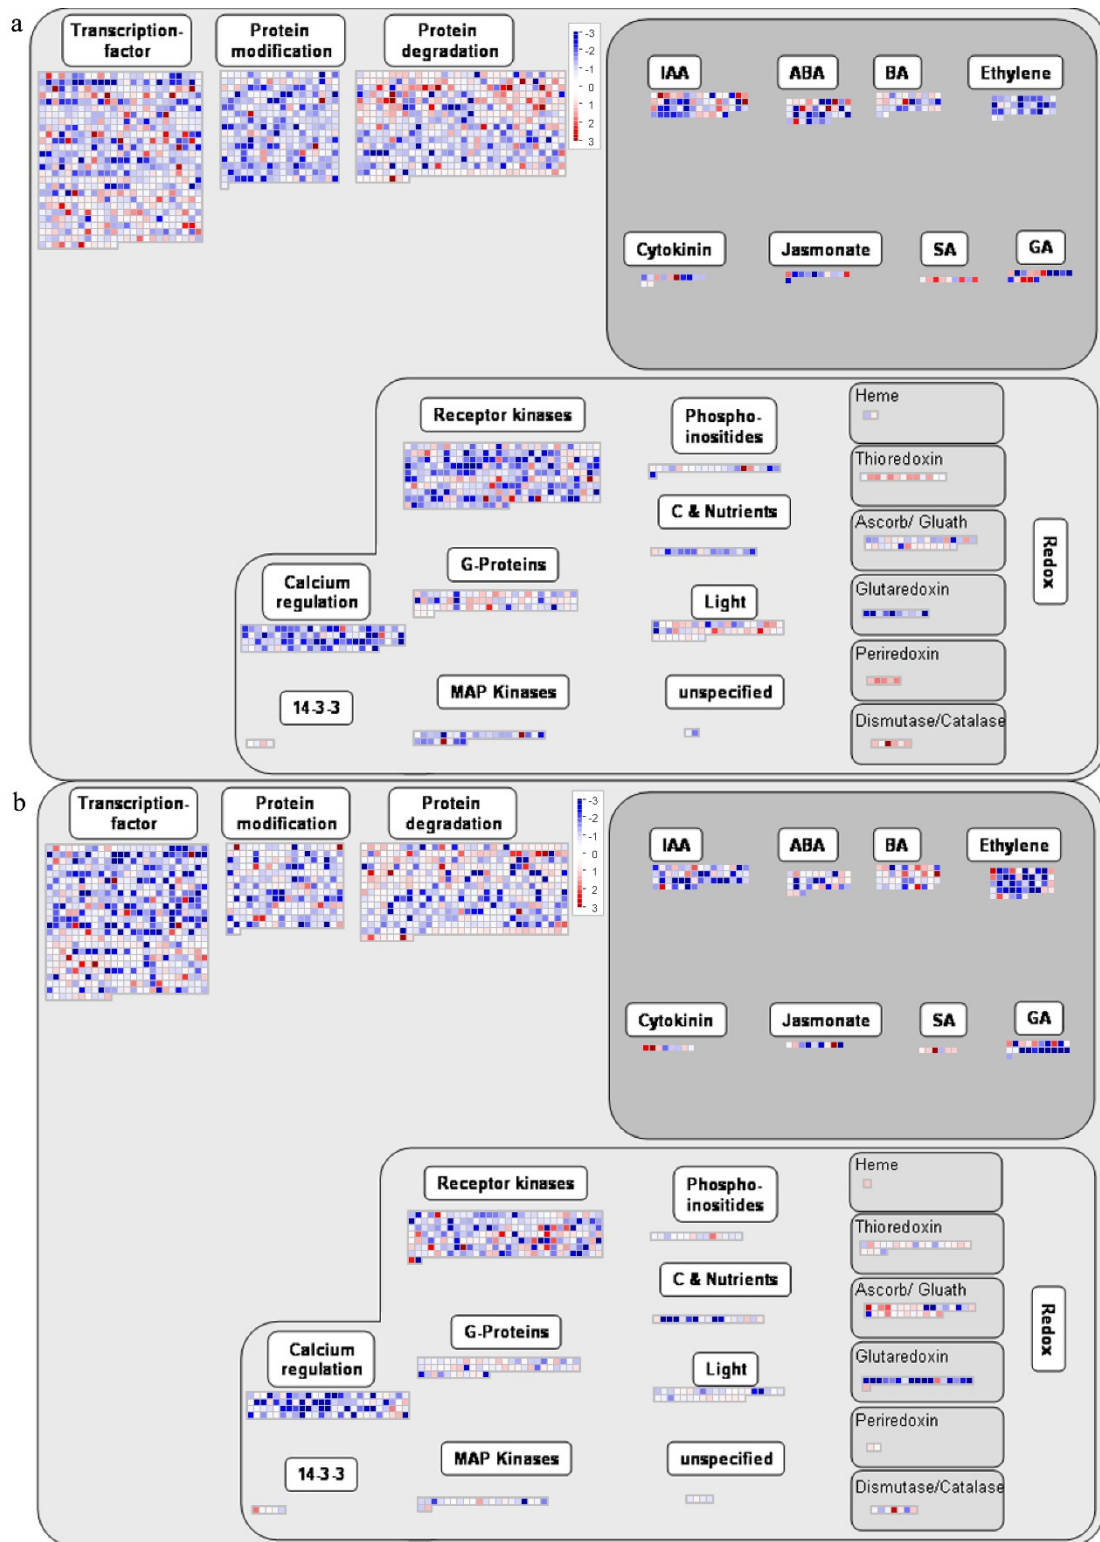 a
Transcription-
factor
Protein
modification
Protein
degradation
-3
-2
-1
0
1
2
3
IAA
ABA
BA
Ethylene
Cytokinin
Jasmonate
SA
GA
Receptor kinases
Phospho-
inositides
C & Nutrients
G-Proteins
Calcium
regulation
Light
MAP Kinases
unspecified
14-3-3
Heme
Thioredoxin
Ascorb/ Gluath
Glutaredoxin
Periredoxin
Dismutase/Catalase
Redox
b
Transcription-
factor
Protein
modification
Protein
degradation
-3
-2
-1
0
1
2
3
IAA
ABA
BA
Ethylene
Cytokinin
Jasmonate
SA
GA
Receptor kinases
Phospho-
inositides
C & Nutrients
G-Proteins
Calcium
regulation
Light
MAP Kinases
unspecified
14-3-3
Heme
Thioredoxin
Ascorb/ Gluath
Glutaredoxin
Periredoxin
Dismutase/Catalase
Redox